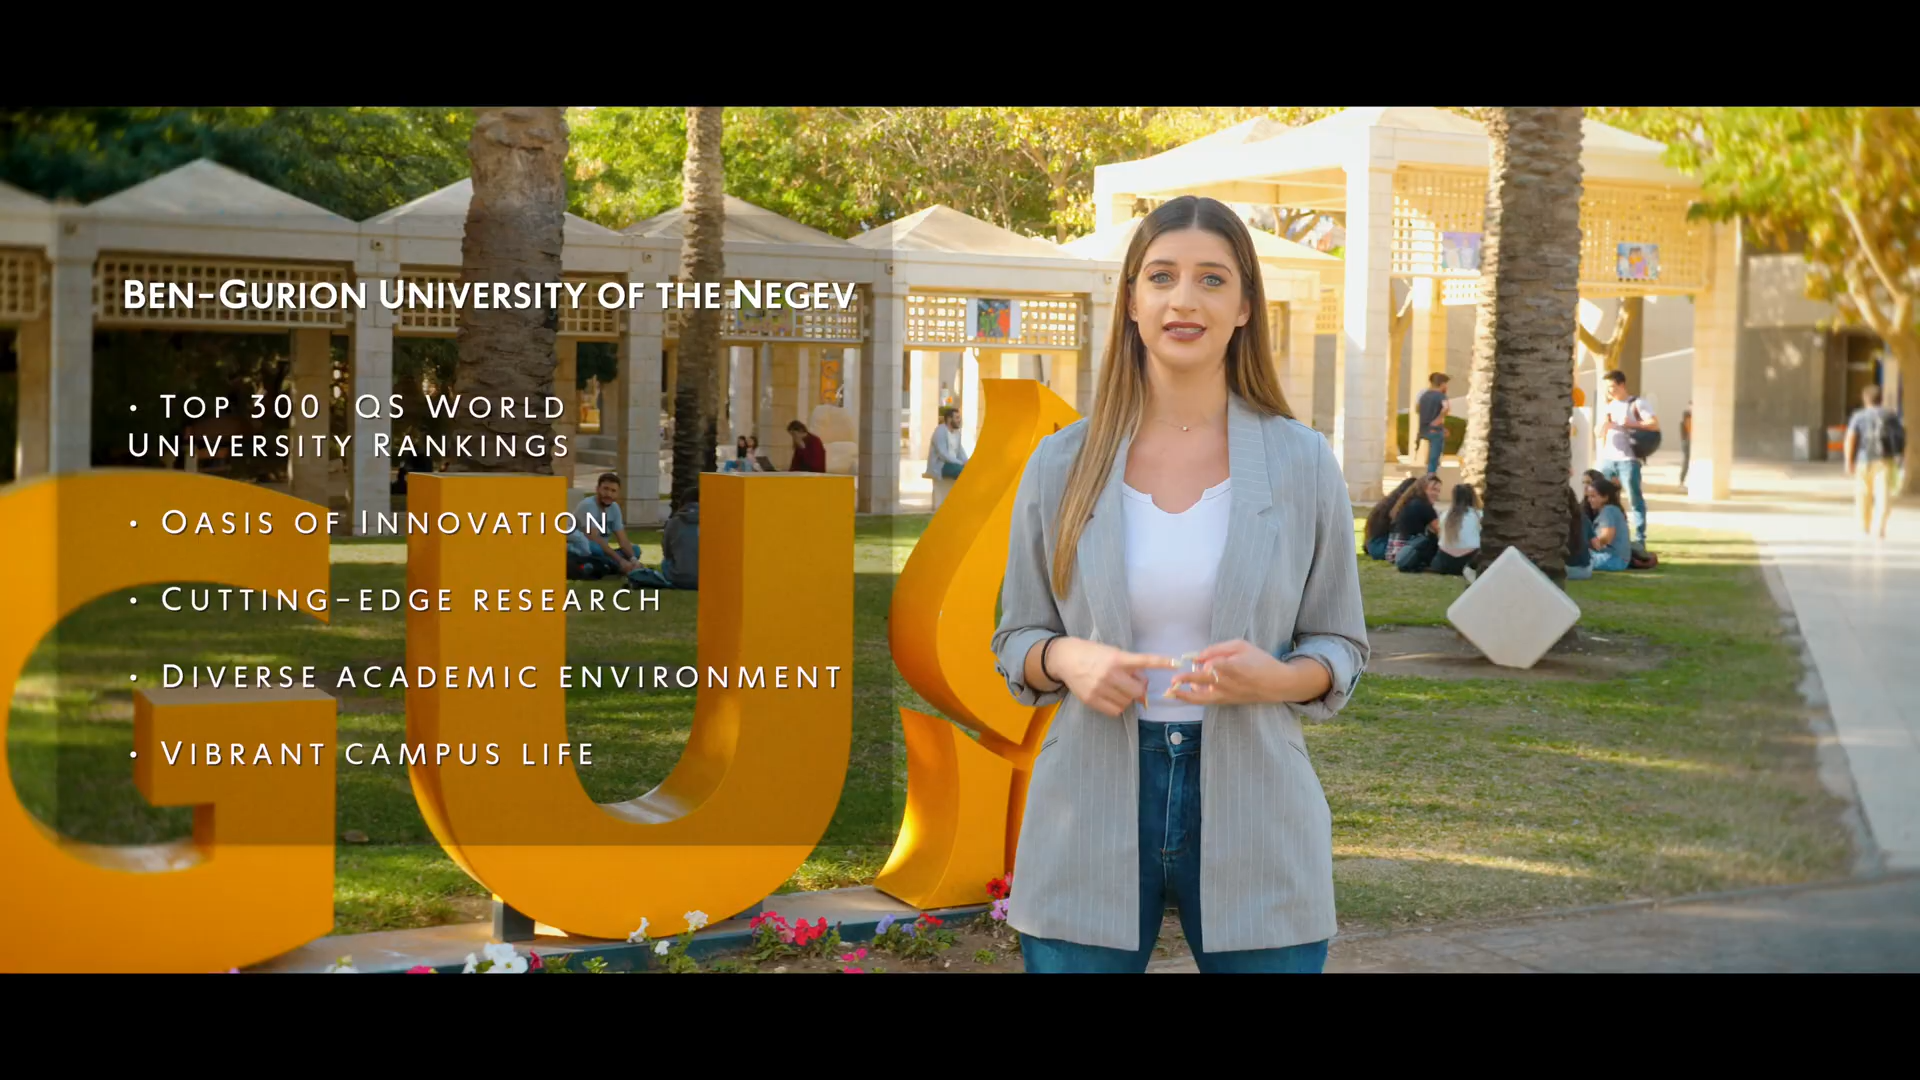 BEN-GURION UNIVERSITY OF THE NEGEV
• TOP 300 QS WORLD
UNIVERSITY RANKINGS
• OASIS OF INNOVATION
• CUTTING-EDGE RESEARCH
• DIVERSE ACADEMIC ENVIRONMENT
• VIBRANT CAMPUS LIFE
GU